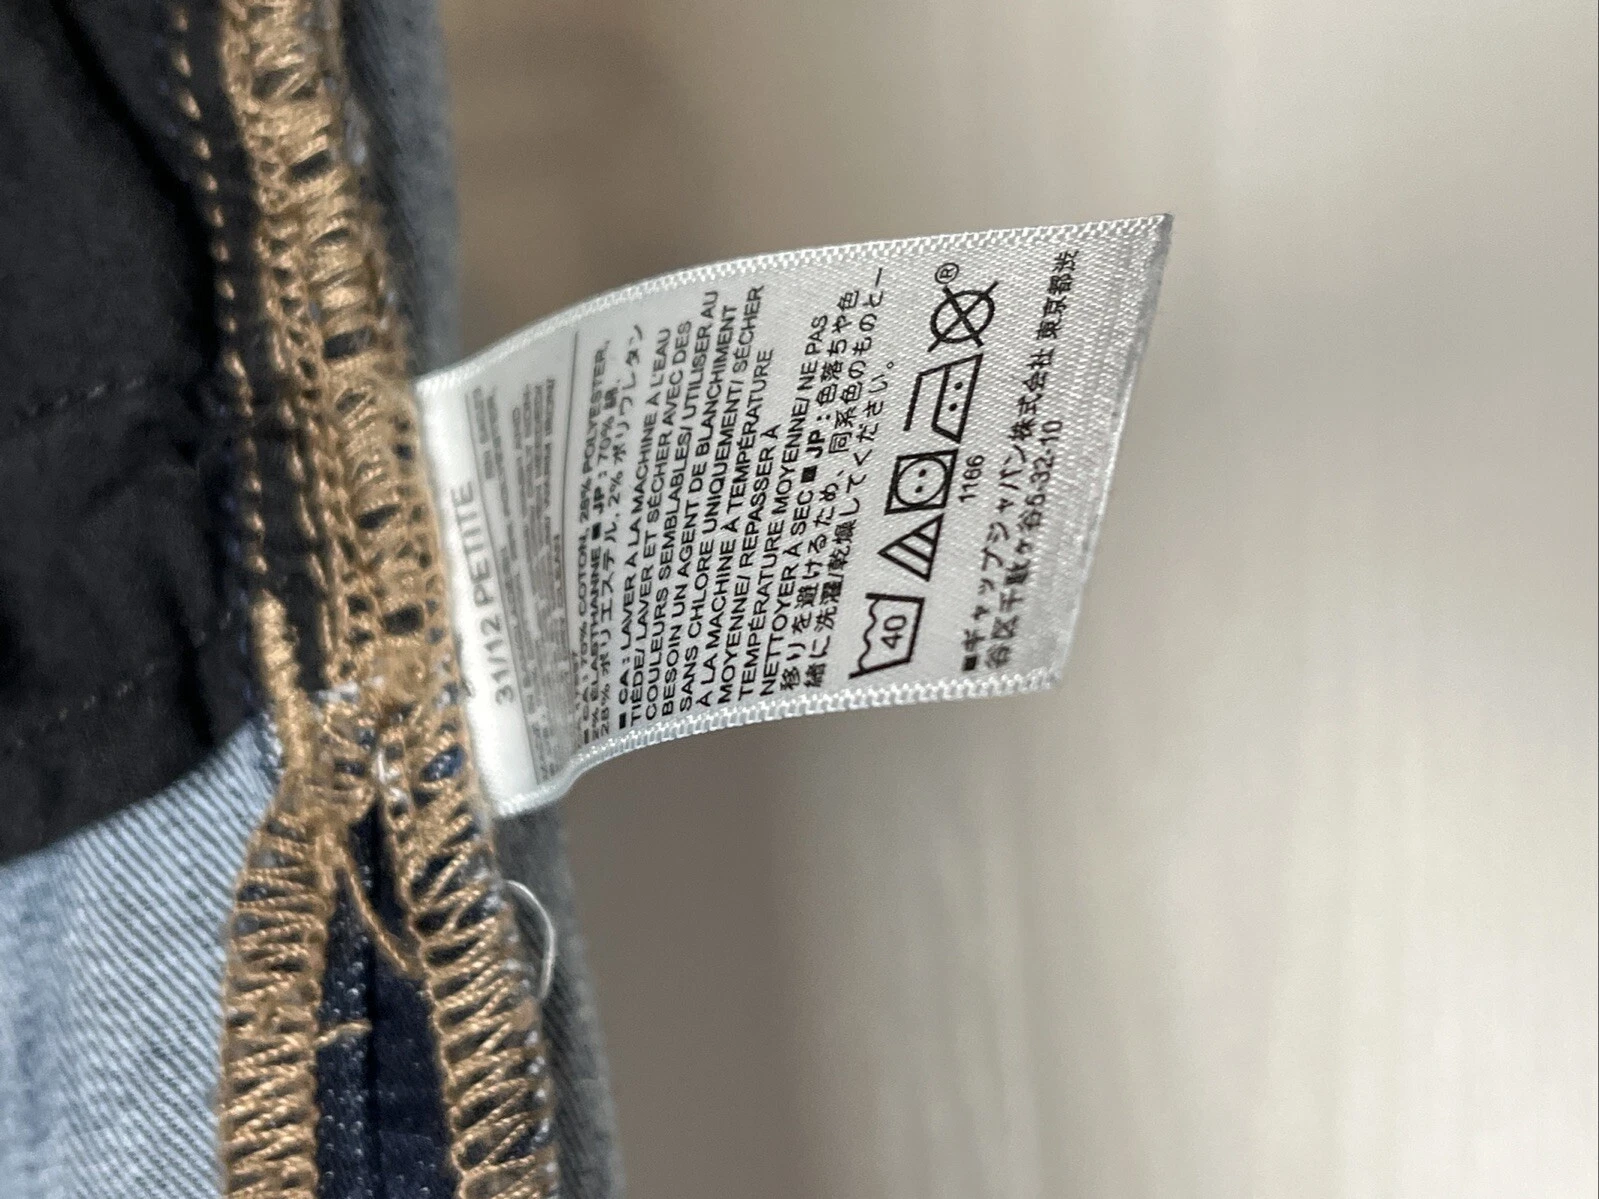 31/12 PETITE
■ CA : 70% COTON, 28% POLYESTER,
2% ÉLASTHANNE ■ JP : 70% 綿,
28% ポリエステル, 2% ポリウレタン
■ CA : LAVER À LA MACHINE À L'EAU
TIÈDE/ LAVER ET SÉCHER AVEC DES
COULEURS SEMBLABLES/ UTILISER AU
BESOIN UN AGENT DE BLANCHIMENT
SANS CHLORE UNIQUEMENT/ SÉCHER
À LA MACHINE À TEMPÉRATURE
MOYENNE/ REPASSER À
TEMPÉRATURE MOYENNE/ NE PAS
NETTOYER À SEC ■ JP : 色落ちや色
移りを避けるため、同系色のものと一
緒に洗濯/乾燥してください。
40
®
1166
■ギャップジャパン株式会社 東京都渋
谷区千駄ヶ谷5-32-10